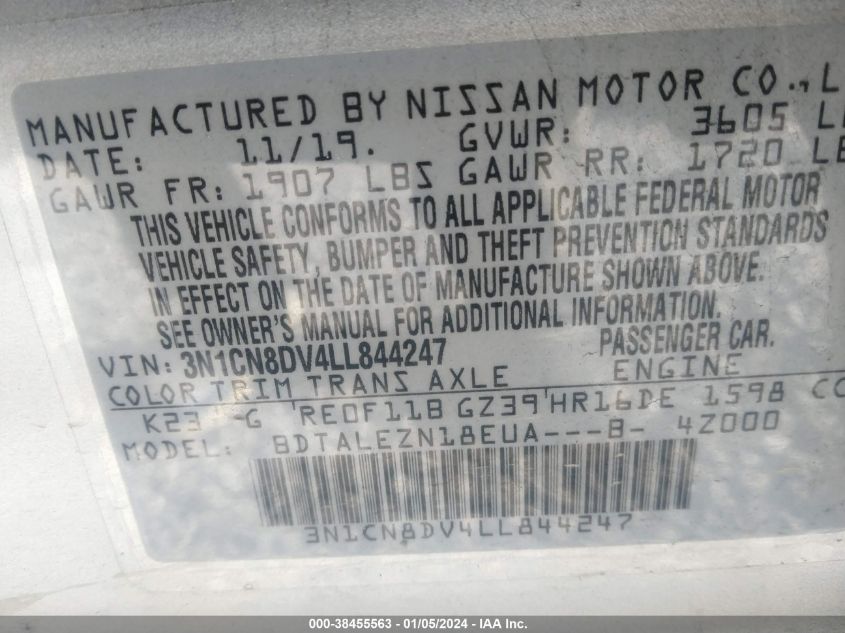 MANUFACTURED BY NISSAN MOTOR CO., L
DATE: 11/19. GVWR: 3605 L
GAWR FR: 1907 LBS GAWR RR: 1720 LB
THIS VEHICLE CONFORMS TO ALL APPLICABLE FEDERAL MOTOR
VEHICLE SAFETY, BUMPER AND THEFT PREVENTION STANDARDS
IN EFFECT ON THE DATE OF MANUFACTURE SHOWN ABOVE.
SEE OWNER'S MANUAL FOR ADDITIONAL INFORMATION.
VIN: 3N1CN8DV4LL844247 PASSENGER CAR.
COLOR TRIM TRANS AXLE ENGINE
K23 G RE0F11B GZ39 HR16DE 1598 CC
MODEL: BDTALEZN18EUA---B- 4Z000
3N1CN8DV4LL844247
000-38455563 - 01/05/2024 - IAA Inc.